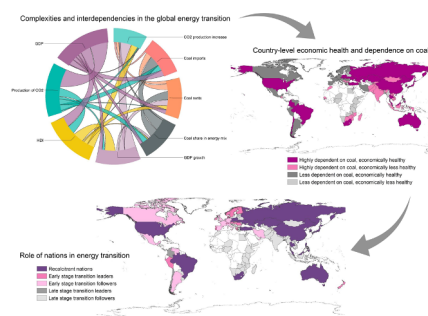 Complexities and interdependencies in the global energy transition
GDP
CO2 production increase
Coal imports
Production of CO2
Coal rents
Coal share in energy mix
GDP growth
Country-level economic health and dependence on coal
Highly dependent on coal, economically healthy
Highly dependent on coal, economically less healthy
Less dependent on coal, economically healthy
Less dependent on coal, economically less healthy
Role of nations in energy transition
Recalcitrant nations
Early stage transition leaders
Early stage transition followers
Late stage transition leaders
Late stage transition followers